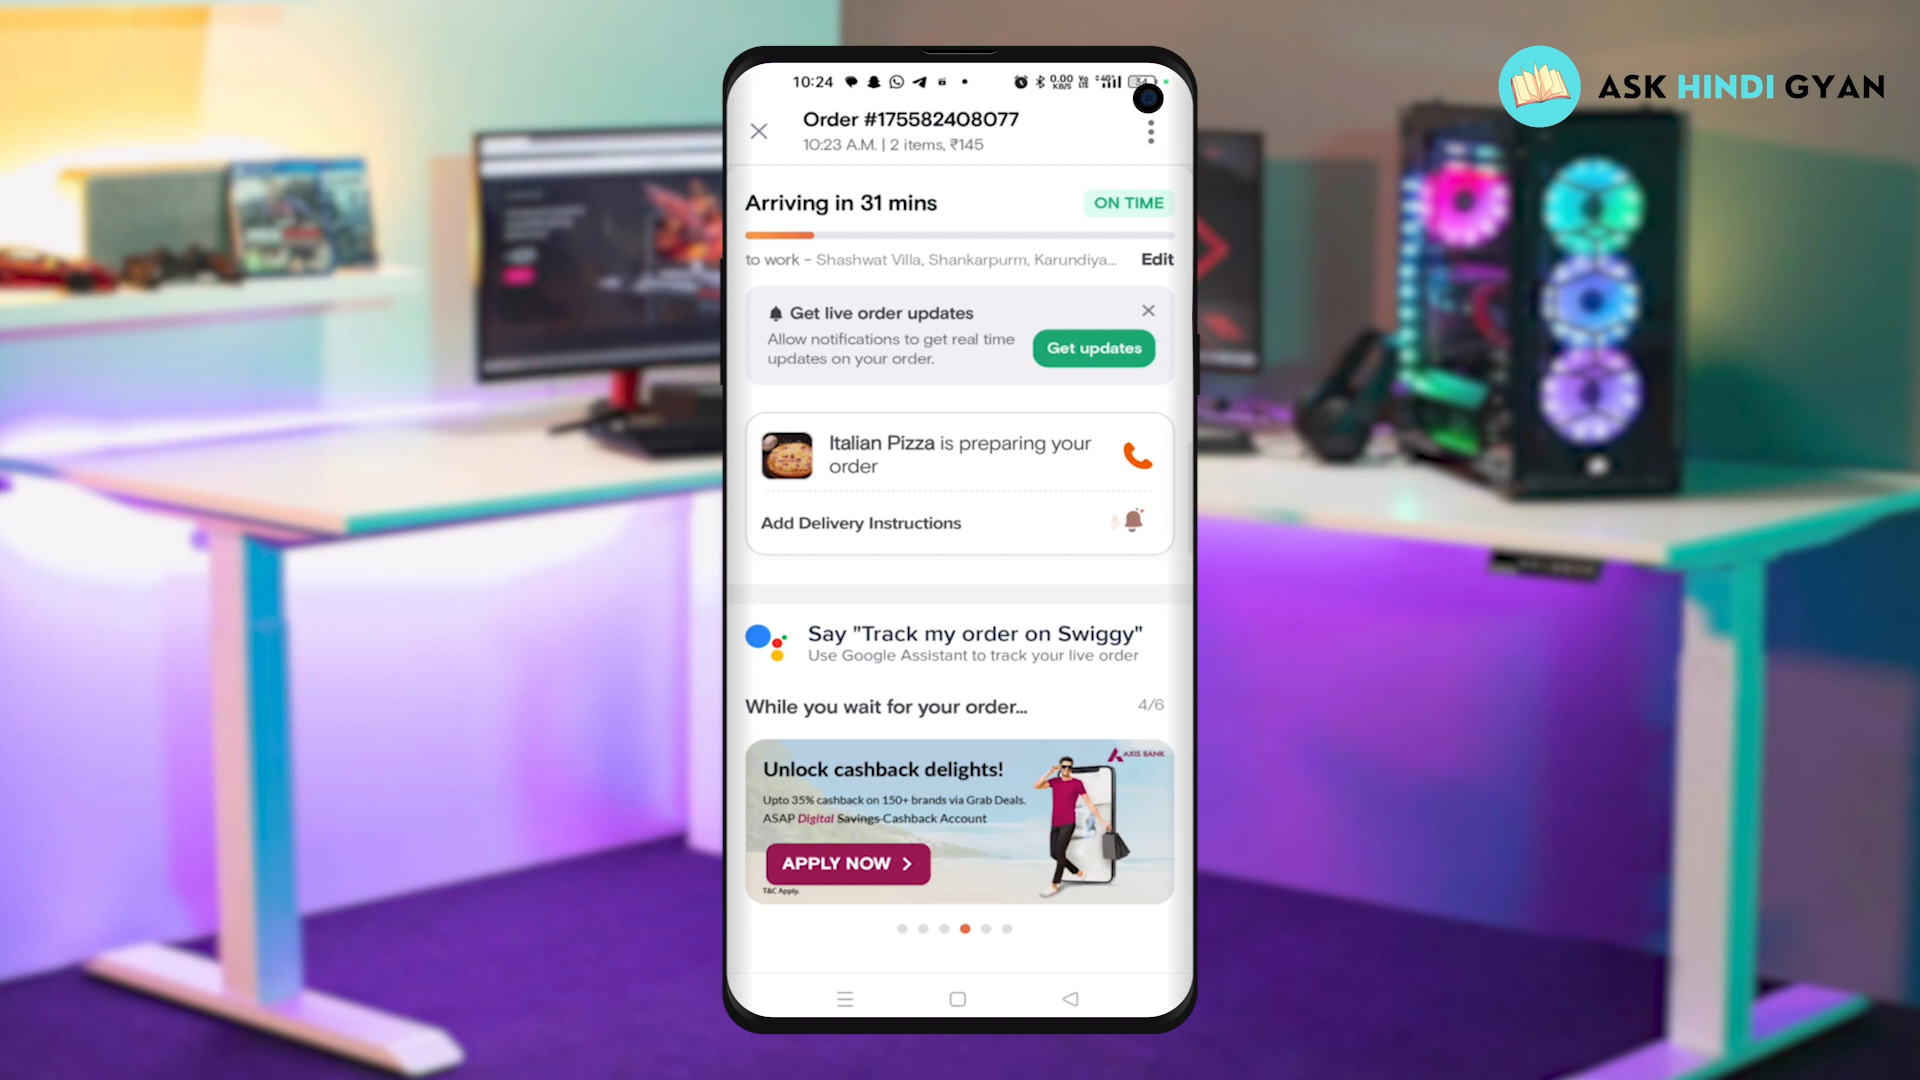 ASK HINDI GYAN
10:24
0.00 KB/S
Order #175582408077
10:23 A.M. | 2 items, ₹145
Arriving in 31 mins
ON TIME
to work – Shashwat Villa, Shankarpurm, Karundiya...
Edit
Get live order updates
Allow notifications to get real time
updates on your order.
Get updates
Italian Pizza is preparing your
order
Add Delivery Instructions
Say "Track my order on Swiggy"
Use Google Assistant to track your live order
While you wait for your order...
4/6
AXIS BANK
Unlock cashback delights!
Upto 35% cashback on 150+ brands via Grab Deals.
ASAP Digital Savings Cashback Account
APPLY NOW >
T&C Apply.